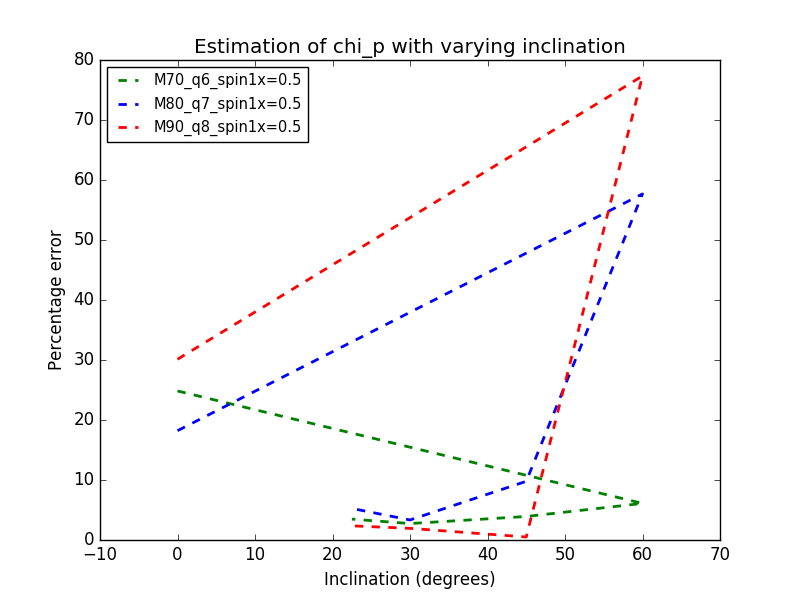 Estimation of chi_p with varying inclination
M70_q6_spin1x=0.5
M80_q7_spin1x=0.5
M90_q8_spin1x=0.5
80
70
60
50
40
30
20
10
0
Percentage error
−10 0 10 20 30 40 50 60 70
Inclination (degrees)